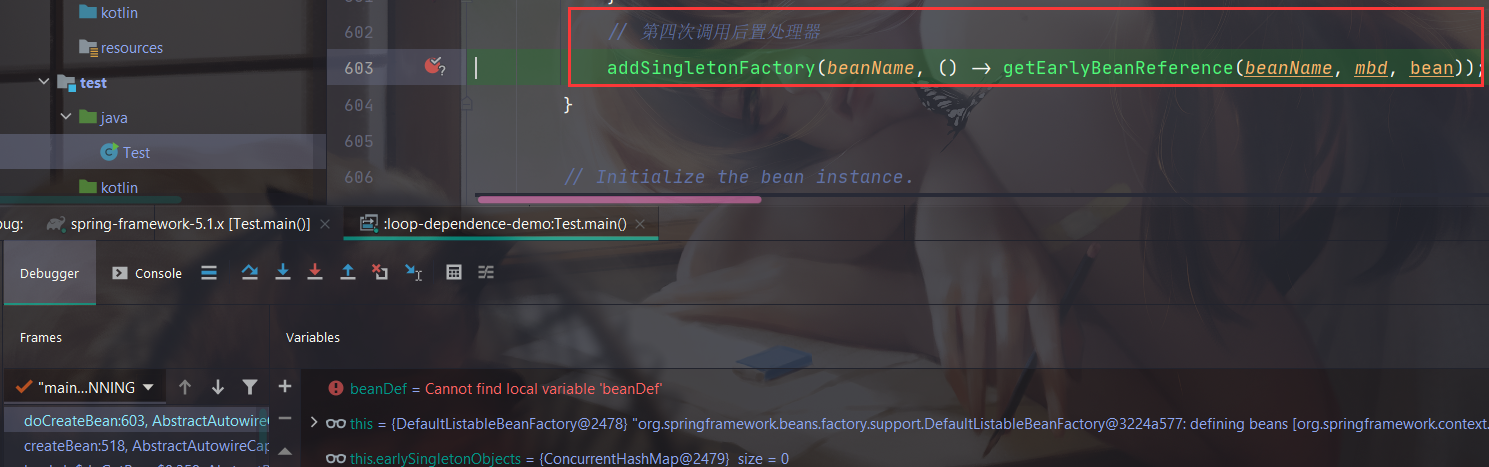 kotlin
resources
test
java
Test
kotlin
601
}
602
// 第四次调用后置处理器
603
addSingletonFactory(beanName, () -> getEarlyBeanReference(beanName, mbd, bean));
604
}
605
606
// Initialize the bean instance.
bug:
spring-framework-5.1.x [Test.main()]
:loop-dependence-demo:Test.main()
Debugger
Console
Frames
Variables
"main...NNING
beanDef = Cannot find local variable 'beanDef'
doCreateBean:603, AbstractAutowireC
this = {DefaultListableBeanFactory@2478} "org.springframework.beans.factory.support.DefaultListableBeanFactory@3224a577: defining beans [org.springframework.context.
createBean:518, AbstractAutowireCap
this.earlySingletonObjects = {ConcurrentHashMap@2479} size = 0